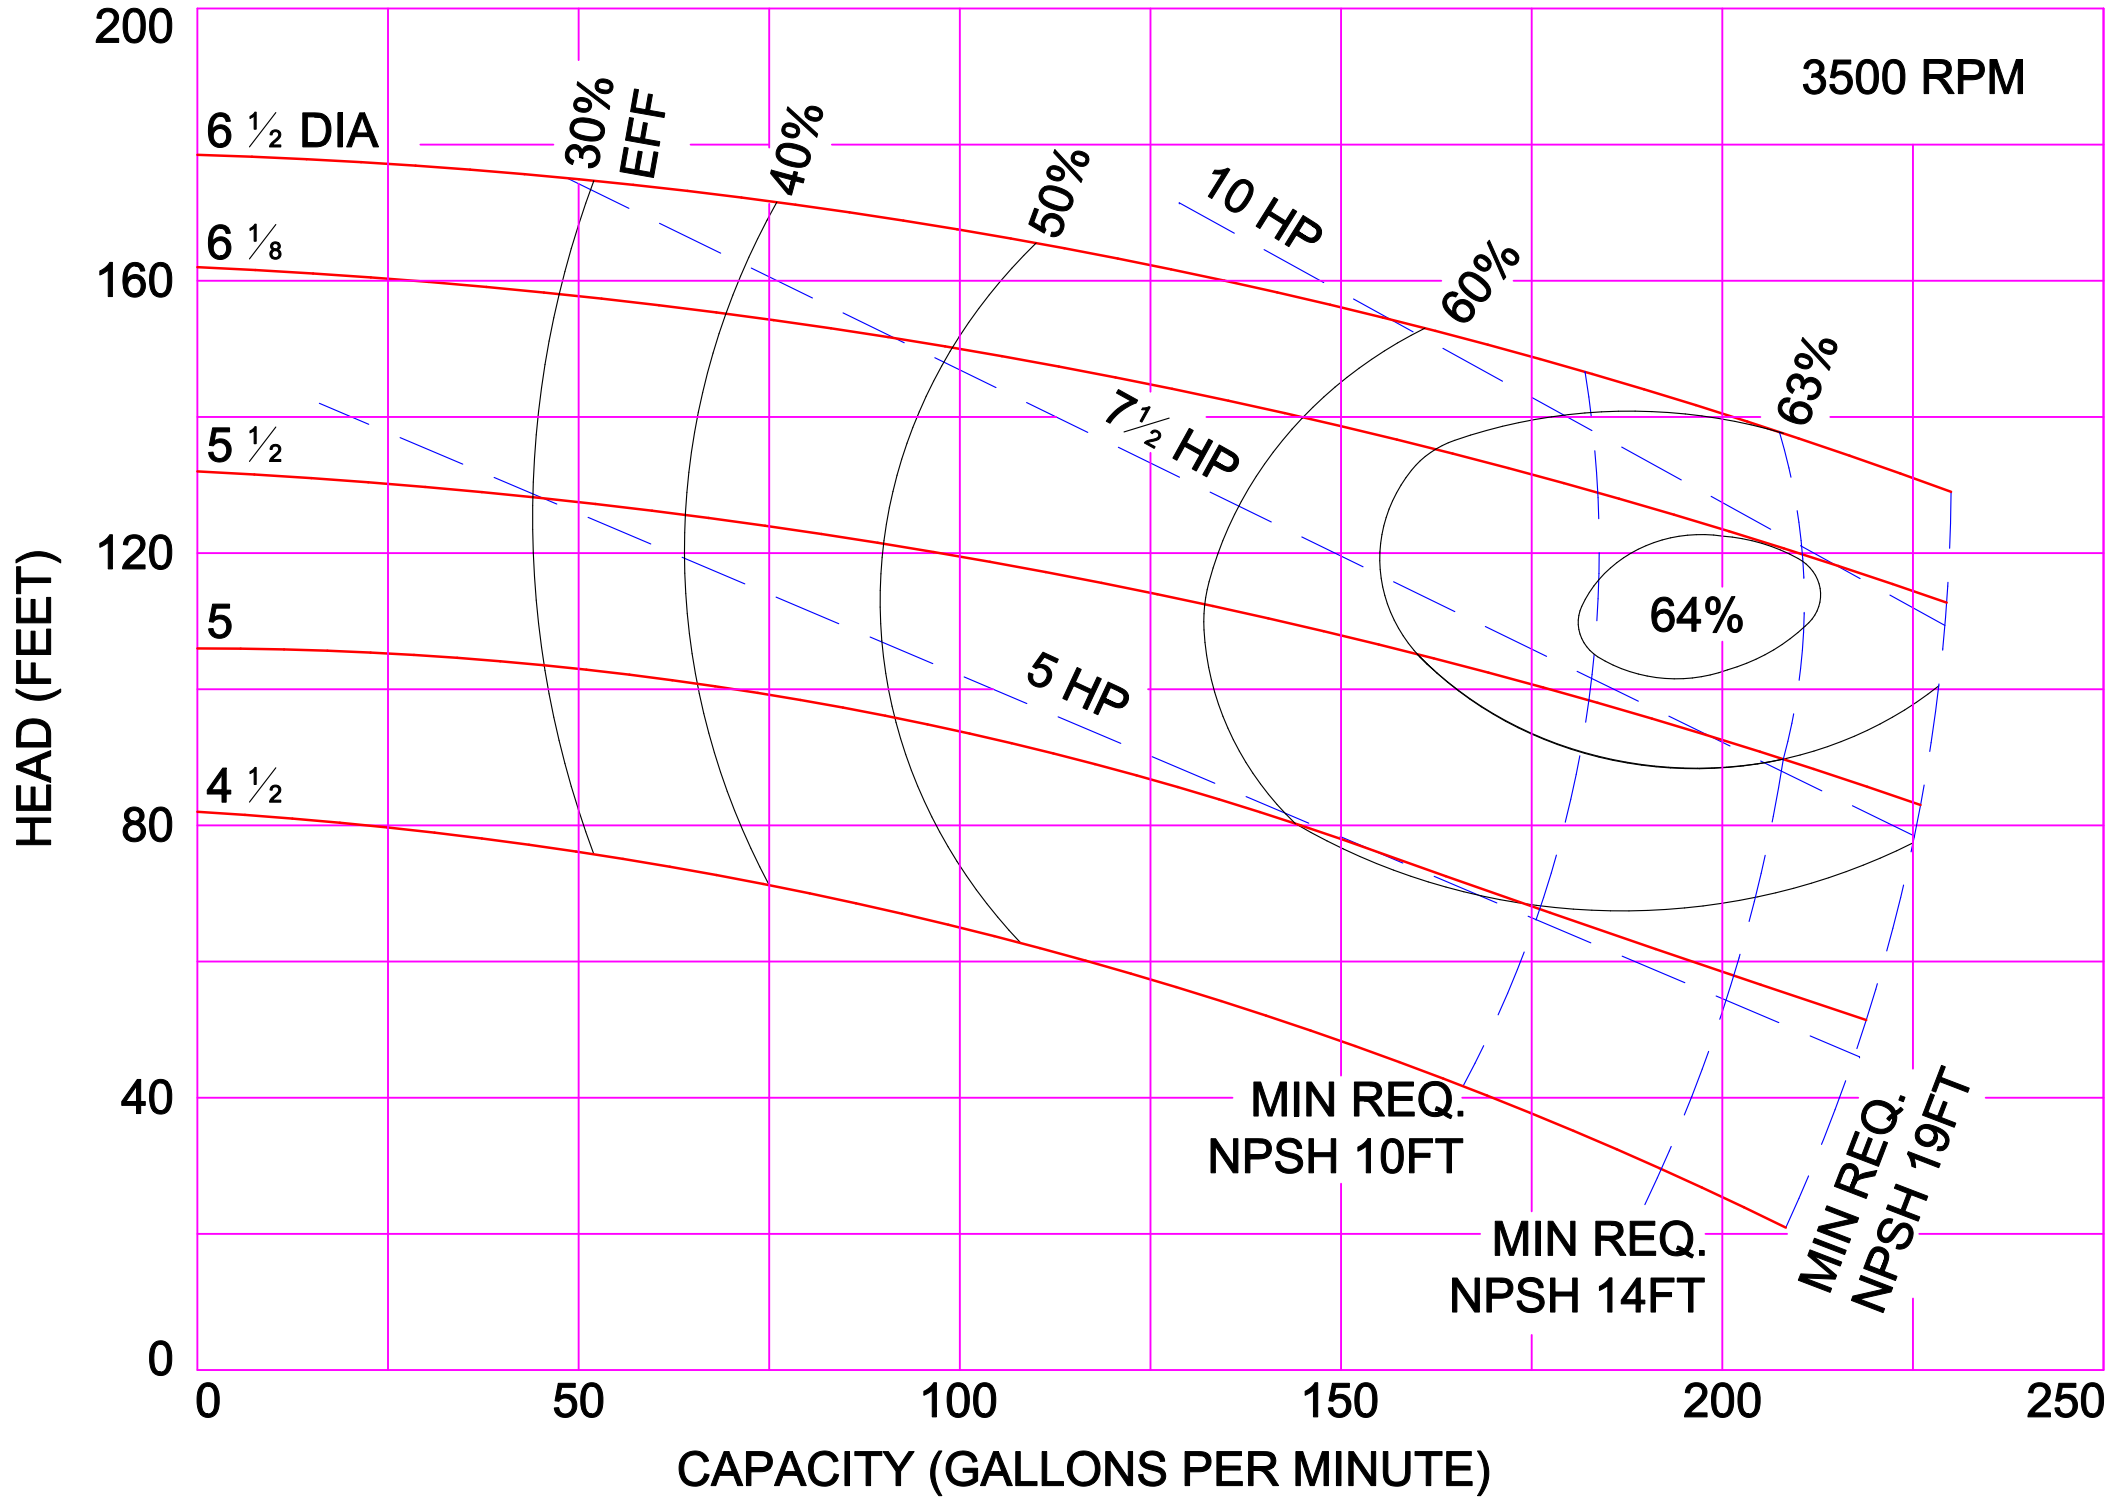 200
3500 RPM
6 ½ DIA
30%
EFF
40%
50%
10 HP
6 ⅛
160
60%
63%
7½ HP
5 ½
120
HEAD (FEET)
5
64%
5 HP
4 ½
80
40
MIN REQ.
NPSH 10FT
MIN REQ.
NPSH 14FT
MIN REQ.
NPSH 19FT
0
0
50
100
150
200
250
CAPACITY (GALLONS PER MINUTE)